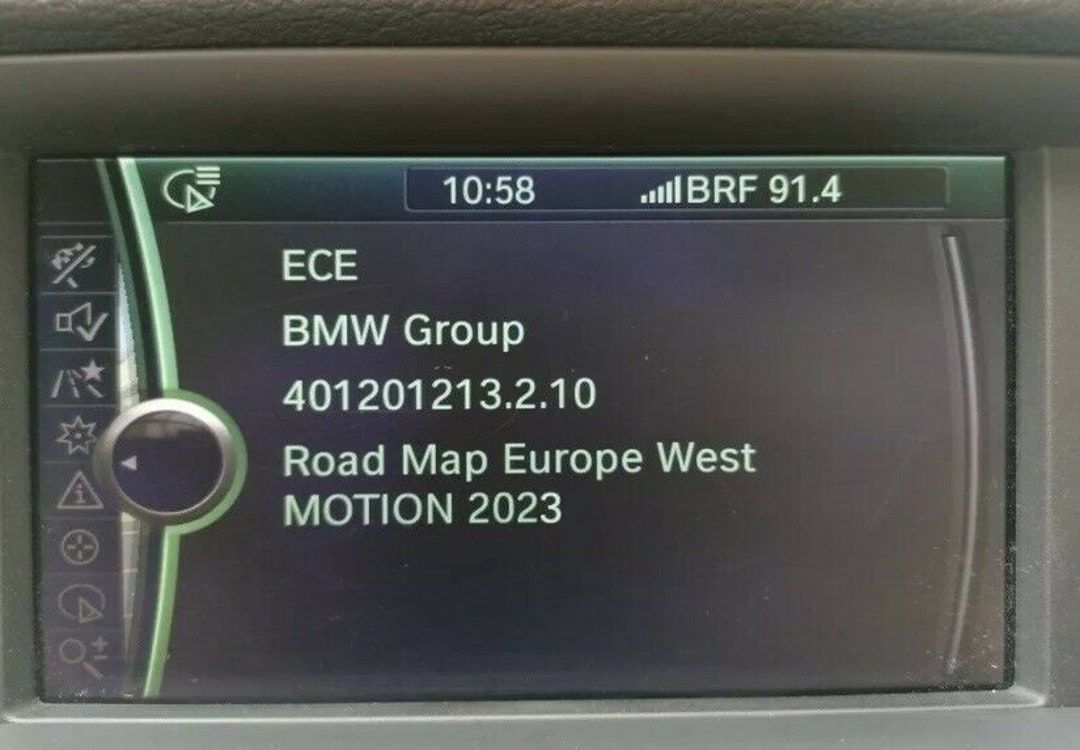 10:58 BRF 91.4
ECE
BMW Group
401201213.2.10
Road Map Europe West
MOTION 2023